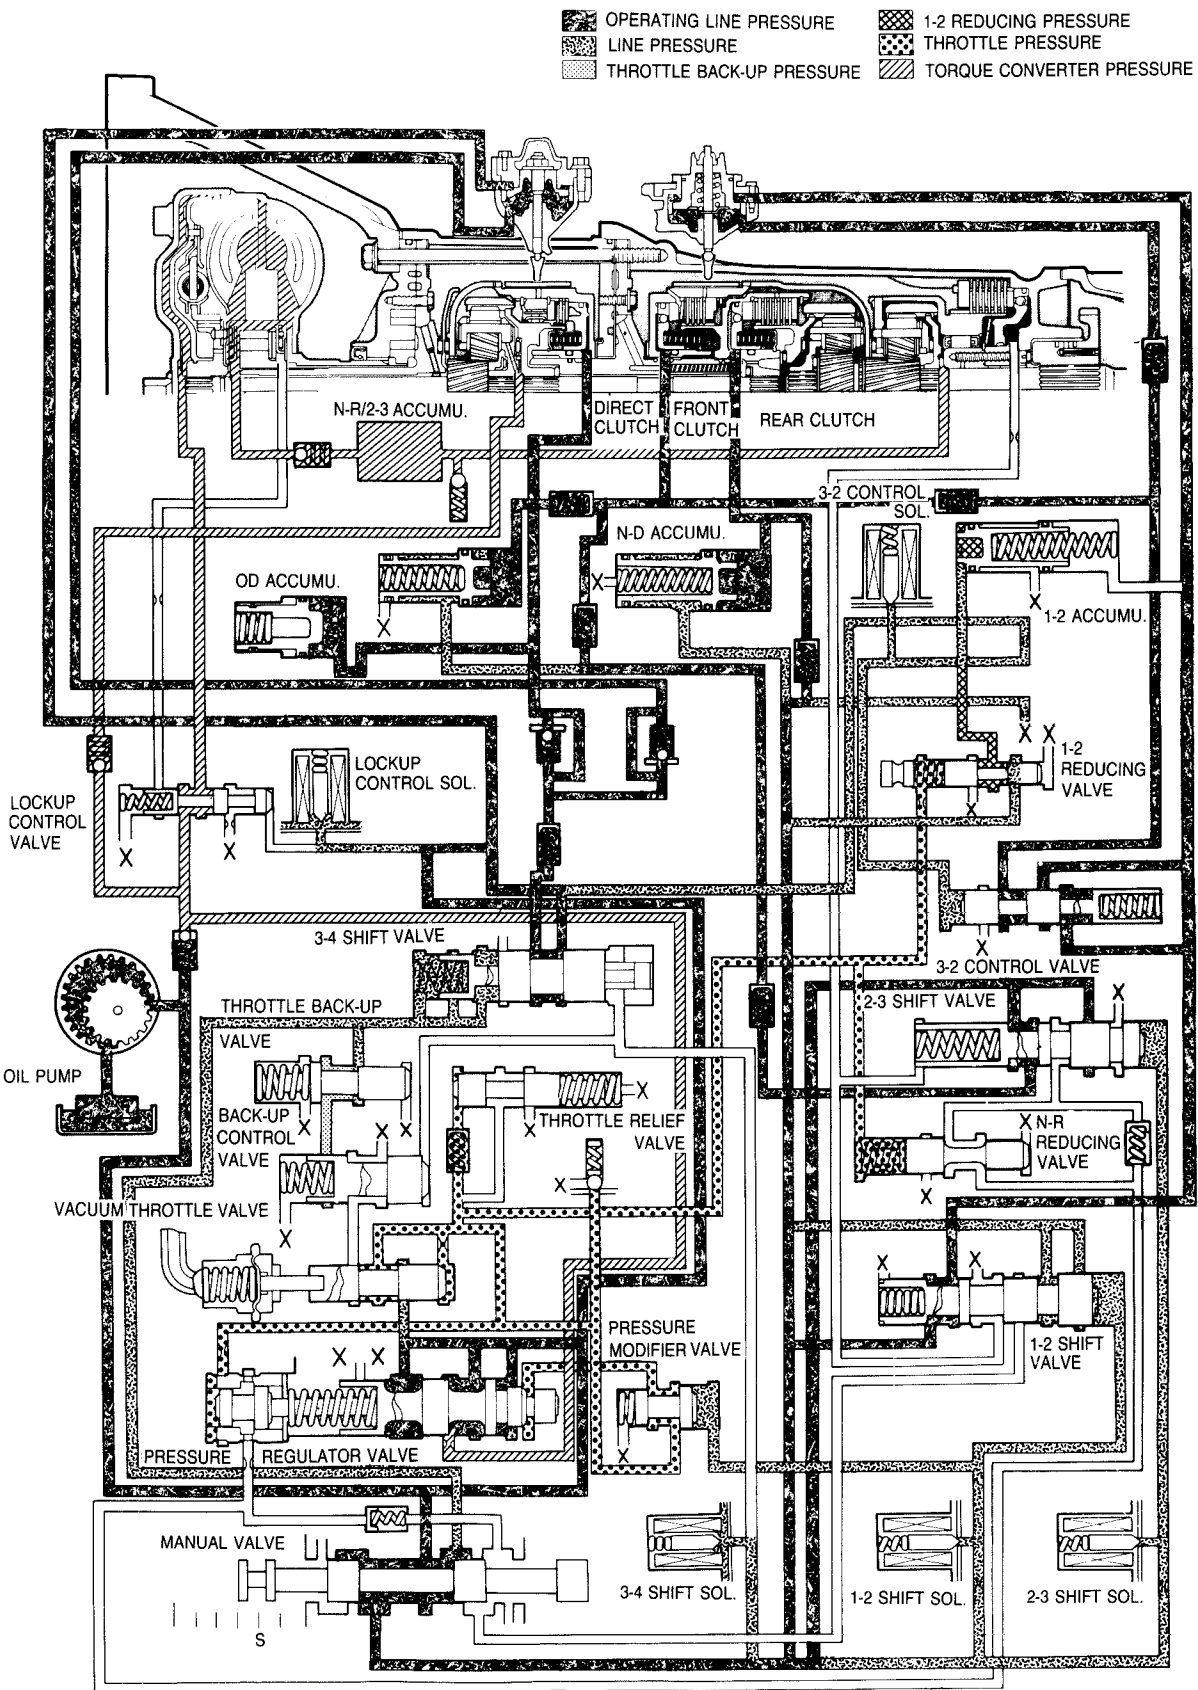 OPERATING LINE PRESSURE
LINE PRESSURE
THROTTLE BACK-UP PRESSURE
1-2 REDUCING PRESSURE
THROTTLE PRESSURE
TORQUE CONVERTER PRESSURE
N-R/2-3 ACCUMU.
DIRECT
CLUTCH
FRONT
CLUTCH
REAR CLUTCH
3-2 CONTROL
SOL.
N-D ACCUMU.
X
OD ACCUMU.
X
X
1-2 ACCUMU.
X
X
1-2
REDUCING
VALVE
X
LOCKUP
CONTROL SOL.
LOCKUP
CONTROL
VALVE
X
X
3-4 SHIFT VALVE
X
3-2 CONTROL VALVE
2-3 SHIFT VALVE
X
THROTTLE BACK-UP
VALVE
OIL PUMP
X
X
X
THROTTLE RELIEF
VALVE
X
X
BACK-UP
CONTROL
VALVE
X
X
X
N-R
REDUCING
VALVE
X
X
VACUUM THROTTLE VALVE
X
X
1-2 SHIFT
VALVE
PRESSURE
MODIFIER VALVE
X
X
X
PRESSURE REGULATOR VALVE
MANUAL VALVE
S
3-4 SHIFT SOL.
1-2 SHIFT SOL.
2-3 SHIFT SOL.